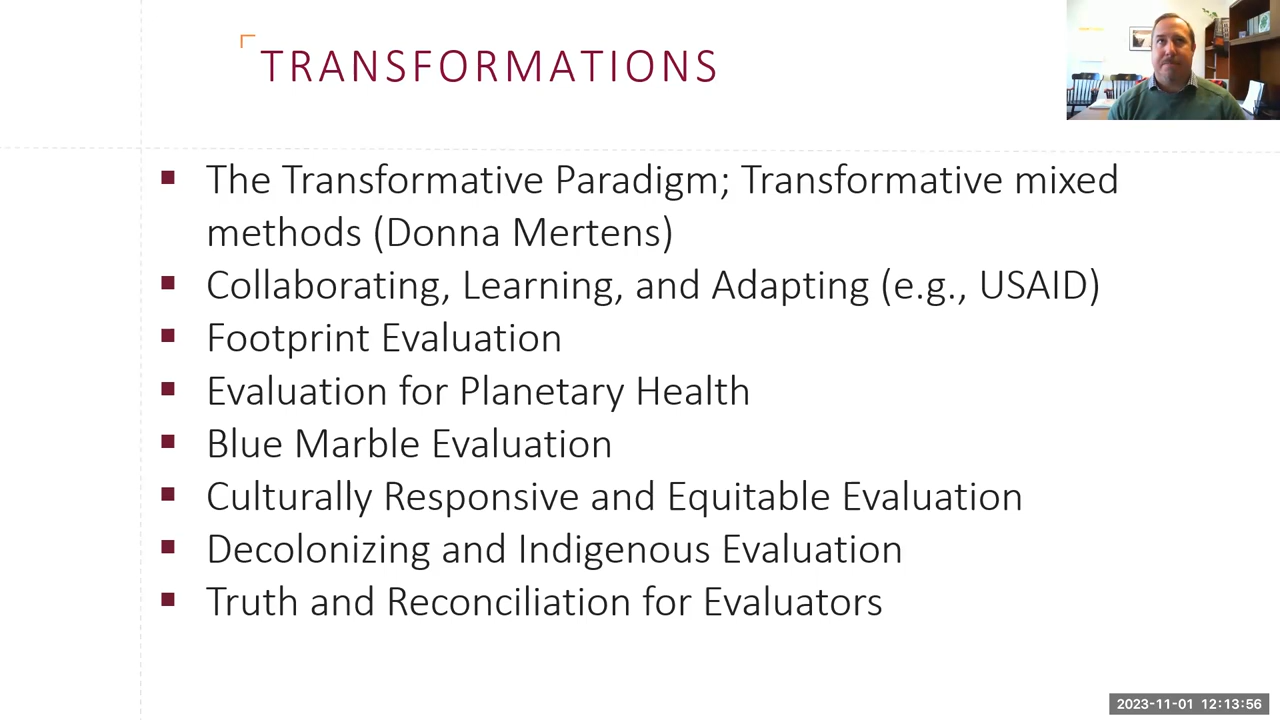 TRANSFORMATIONS
▪ The Transformative Paradigm; Transformative mixed
methods (Donna Mertens)
▪ Collaborating, Learning, and Adapting (e.g., USAID)
▪ Footprint Evaluation
▪ Evaluation for Planetary Health
▪ Blue Marble Evaluation
▪ Culturally Responsive and Equitable Evaluation
▪ Decolonizing and Indigenous Evaluation
▪ Truth and Reconciliation for Evaluators
2023-11-01 12:13:56